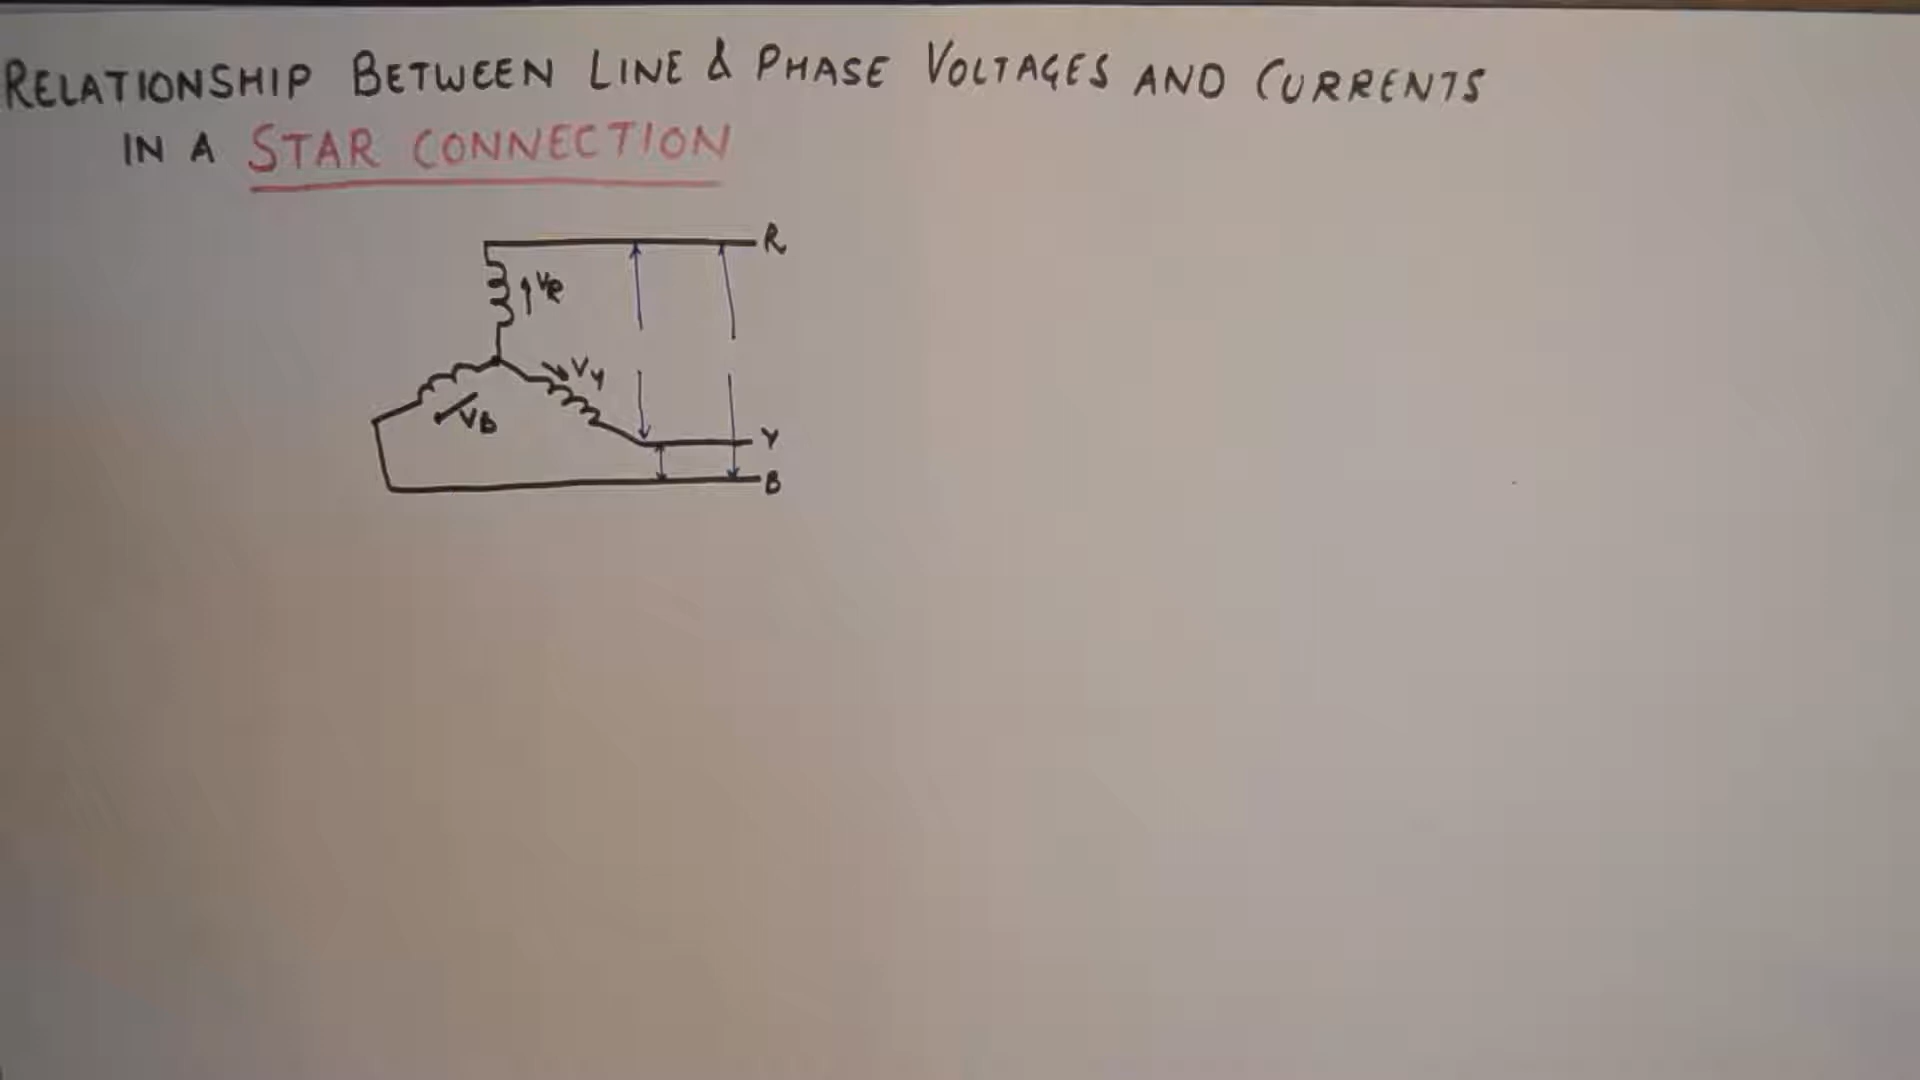 RELATIONSHIP BETWEEN LINE & PHASE VOLTAGES AND CURRENTS
IN A STAR CONNECTION
R
VR
VY
VB
Y
B